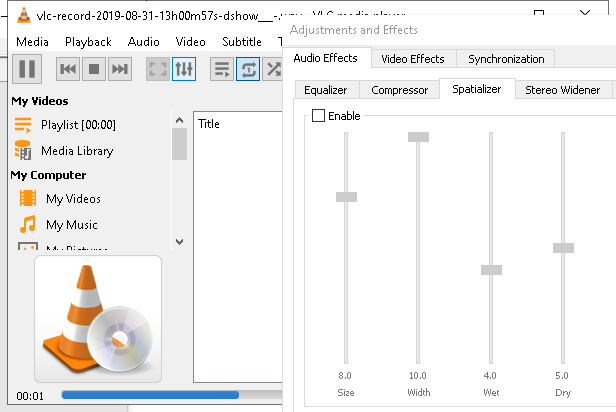 vlc-record-2019-08-31-13h00m57s-dshow___-.wav - VLC media player
Adjustments and Effects
Media Playback Audio Video Subtitle
Audio Effects Video Effects Synchronization
Equalizer Compressor Spatializer Stereo Widener
My Videos
Enable
Playlist [00:00]
Title
Media Library
My Computer
My Videos
My Music
My Pictures
8.0 10.0 4.0 5.0
Size Width Wet Dry
00:01